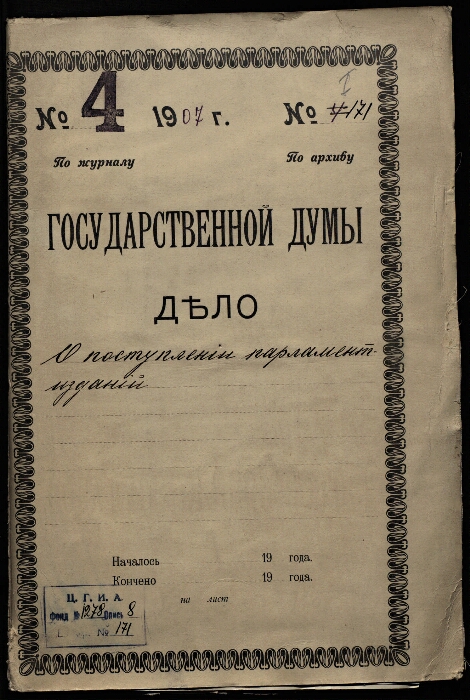 I
№ 4 1907 г. № 171
По журналу По архиву
ГОСУДАРСТВЕННОЙ ДУМЫ
ДѢЛО
О поступленіи парламент-
изданій
Началось 19 года.
Кончено 19 года.
на лист
Ц. Г. И. А.
Фонд № 1278 Опись 8
№ 171